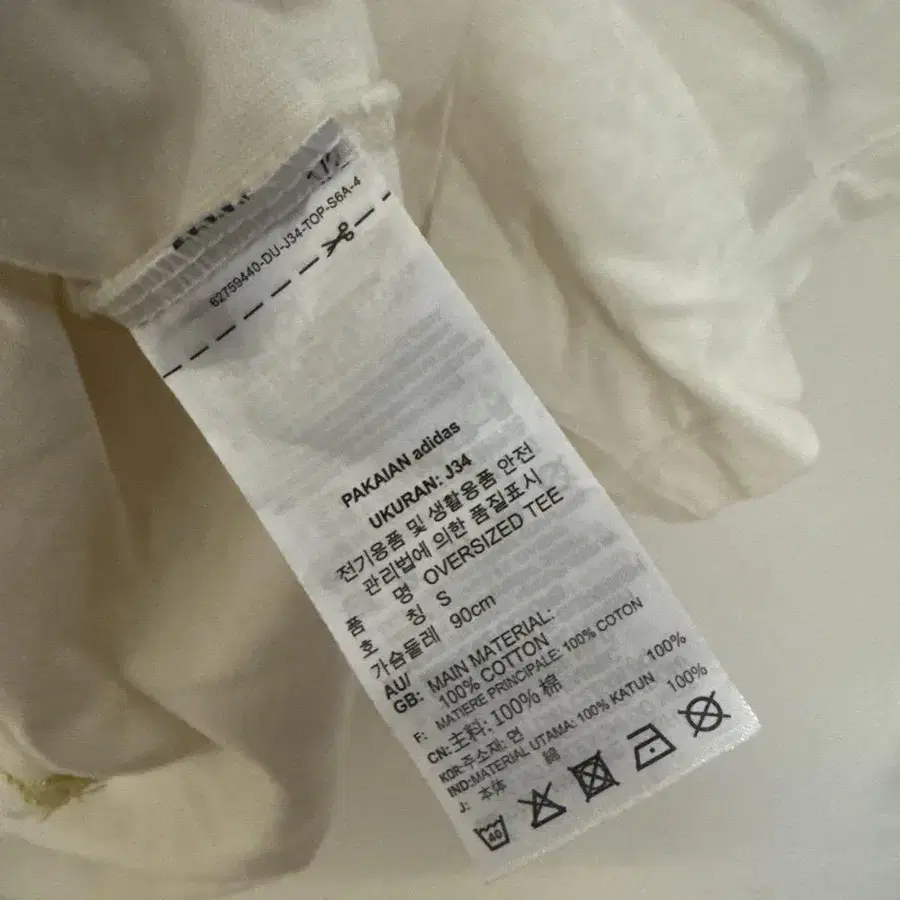 62759440-DU-J34-TOP-S6A-4
PAKAIAN adidas
UKURAN: J34
전기용품 및 생활용품 안전
관리법에 의한 품질표시
품 명 OVERSIZED TEE
호 칭 S
가슴둘레 90cm
AU/
GB: MAIN MATERIAL:
100% COTTON
F: MATIERE PRINCIPALE: 100% COTON
CN:主料: 100% 棉
KOR:주소재: 면 100%
IND:MATERIAL UTAMA: 100% KATUN
J: 本体 綿 100%
40